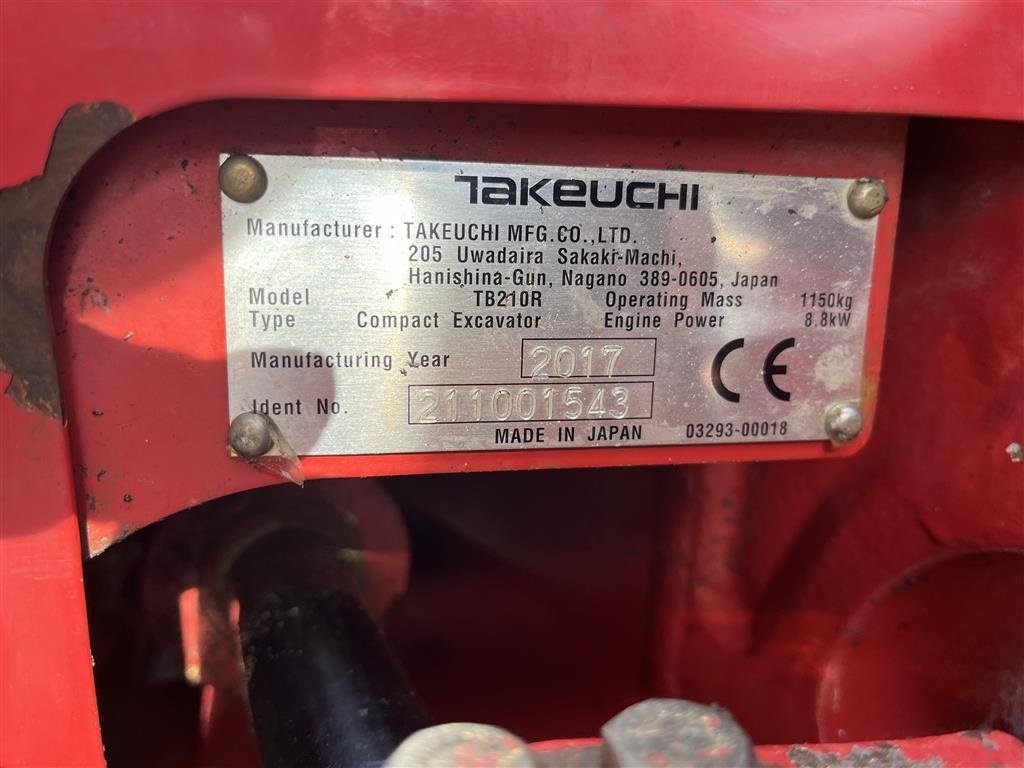 TAKEUCHI
Manufacturer : TAKEUCHI MFG.CO.,LTD.
205 Uwadaira Sakaki-Machi,
Hanishina-Gun, Nagano 389-0605, Japan
Model TB210R Operating Mass 1150kg
Type Compact Excavator Engine Power 8.8kW
Manufacturing Year 2017
Ident No. 211001543
CE
MADE IN JAPAN 03293-00018